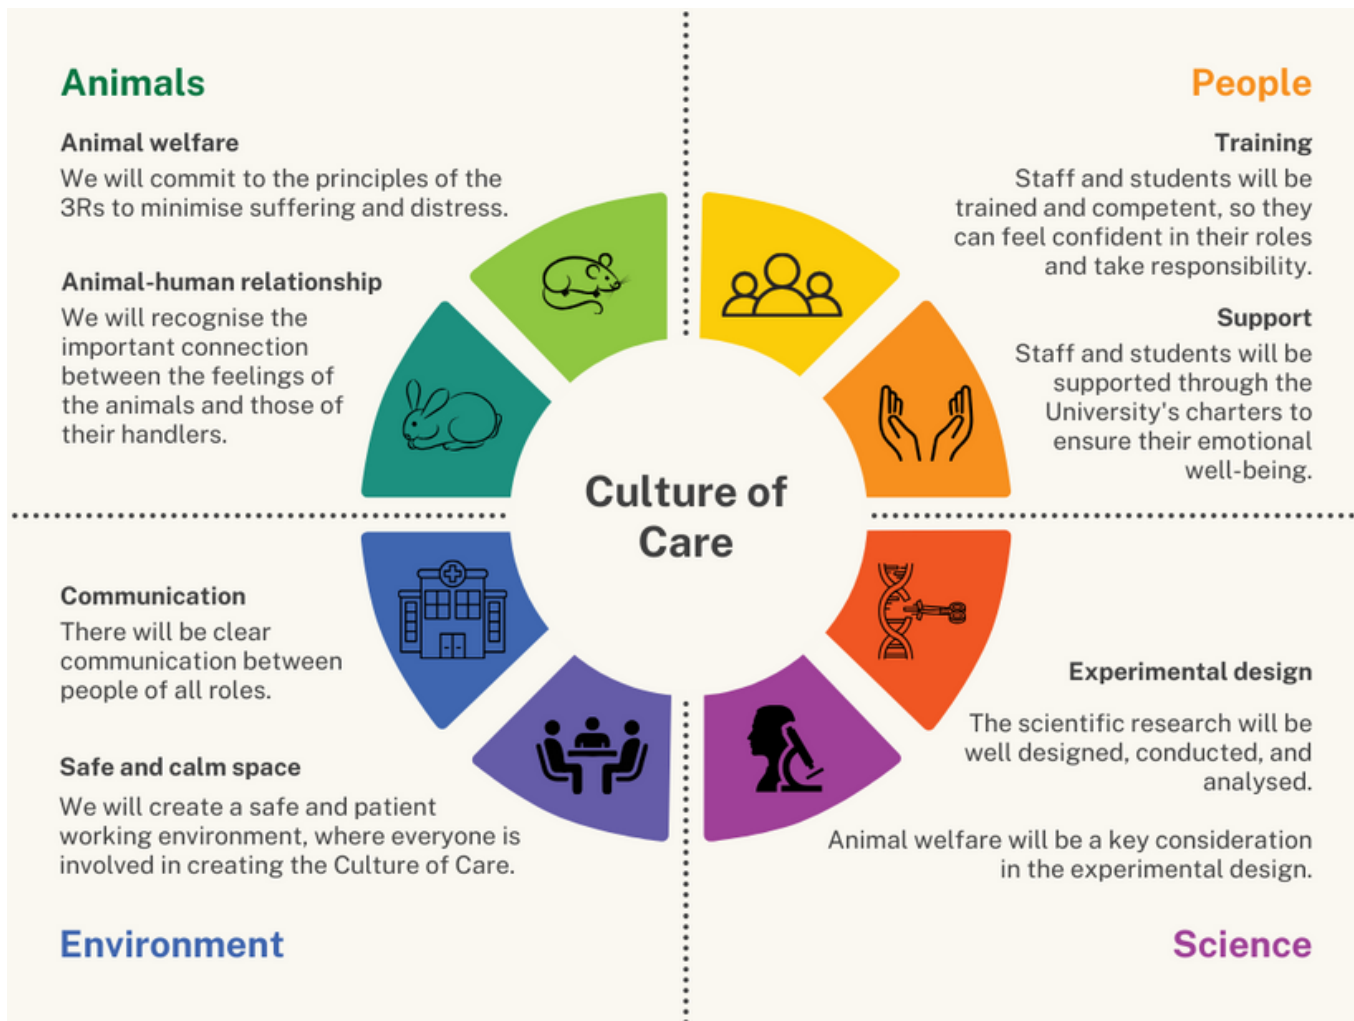 Animals
Animal welfare
We will commit to the principles of the
3Rs to minimise suffering and distress.
Animal-human relationship
We will recognise the
important connection
between the feelings of
the animals and those of
their handlers.
People
Training
Staff and students will be
trained and competent, so they
can feel confident in their roles
and take responsibility.
Support
Staff and students will be
supported through the
University's charters to
ensure their emotional
well-being.
Culture of
Care
Communication
There will be clear
communication between
people of all roles.
Safe and calm space
We will create a safe and patient
working environment, where everyone is
involved in creating the Culture of Care.
Environment
Experimental design
The scientific research will be
well designed, conducted, and
analysed.
Animal welfare will be a key consideration
in the experimental design.
Science